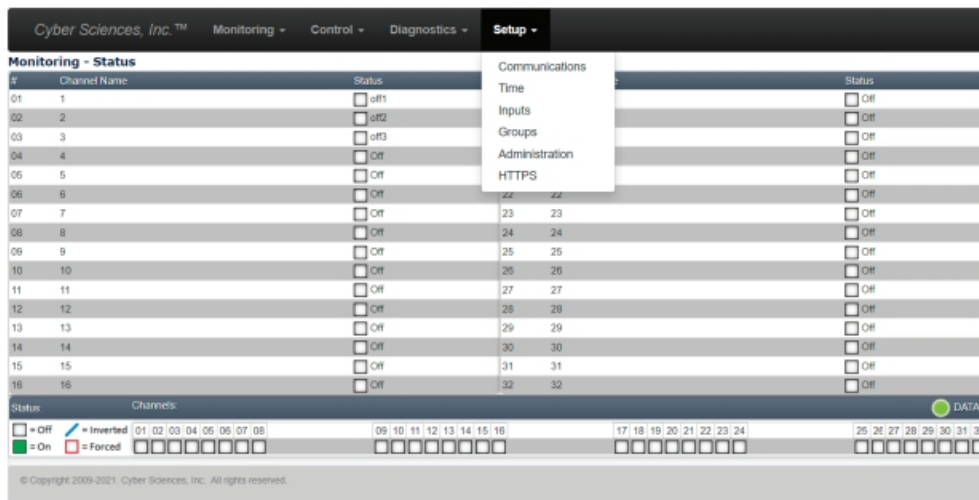 Cyber Sciences, Inc.™ Monitoring Control Diagnostics Setup
Communications
Time
Inputs
Groups
Administration
HTTPS
Monitoring - Status
# Channel Name Status Status
01 1 off1 Off
02 2 off2 Off
03 3 off3 Off
04 4 Off Off
05 5 Off Off
06 6 Off 22 22 Off
07 7 Off 23 23 Off
08 8 Off 24 24 Off
09 9 Off 25 25 Off
10 10 Off 26 26 Off
11 11 Off 27 27 Off
12 12 Off 28 28 Off
13 13 Off 29 29 Off
14 14 Off 30 30 Off
15 15 Off 31 31 Off
16 16 Off 32 32 Off
Status: Channels: DATA
= Off = Inverted 01 02 03 04 05 06 07 08 09 10 11 12 13 14 15 16 17 18 19 20 21 22 23 24 25 26 27 28 29 30 31
= On = Forced
© Copyright 2009-2021. Cyber Sciences, Inc. All rights reserved.